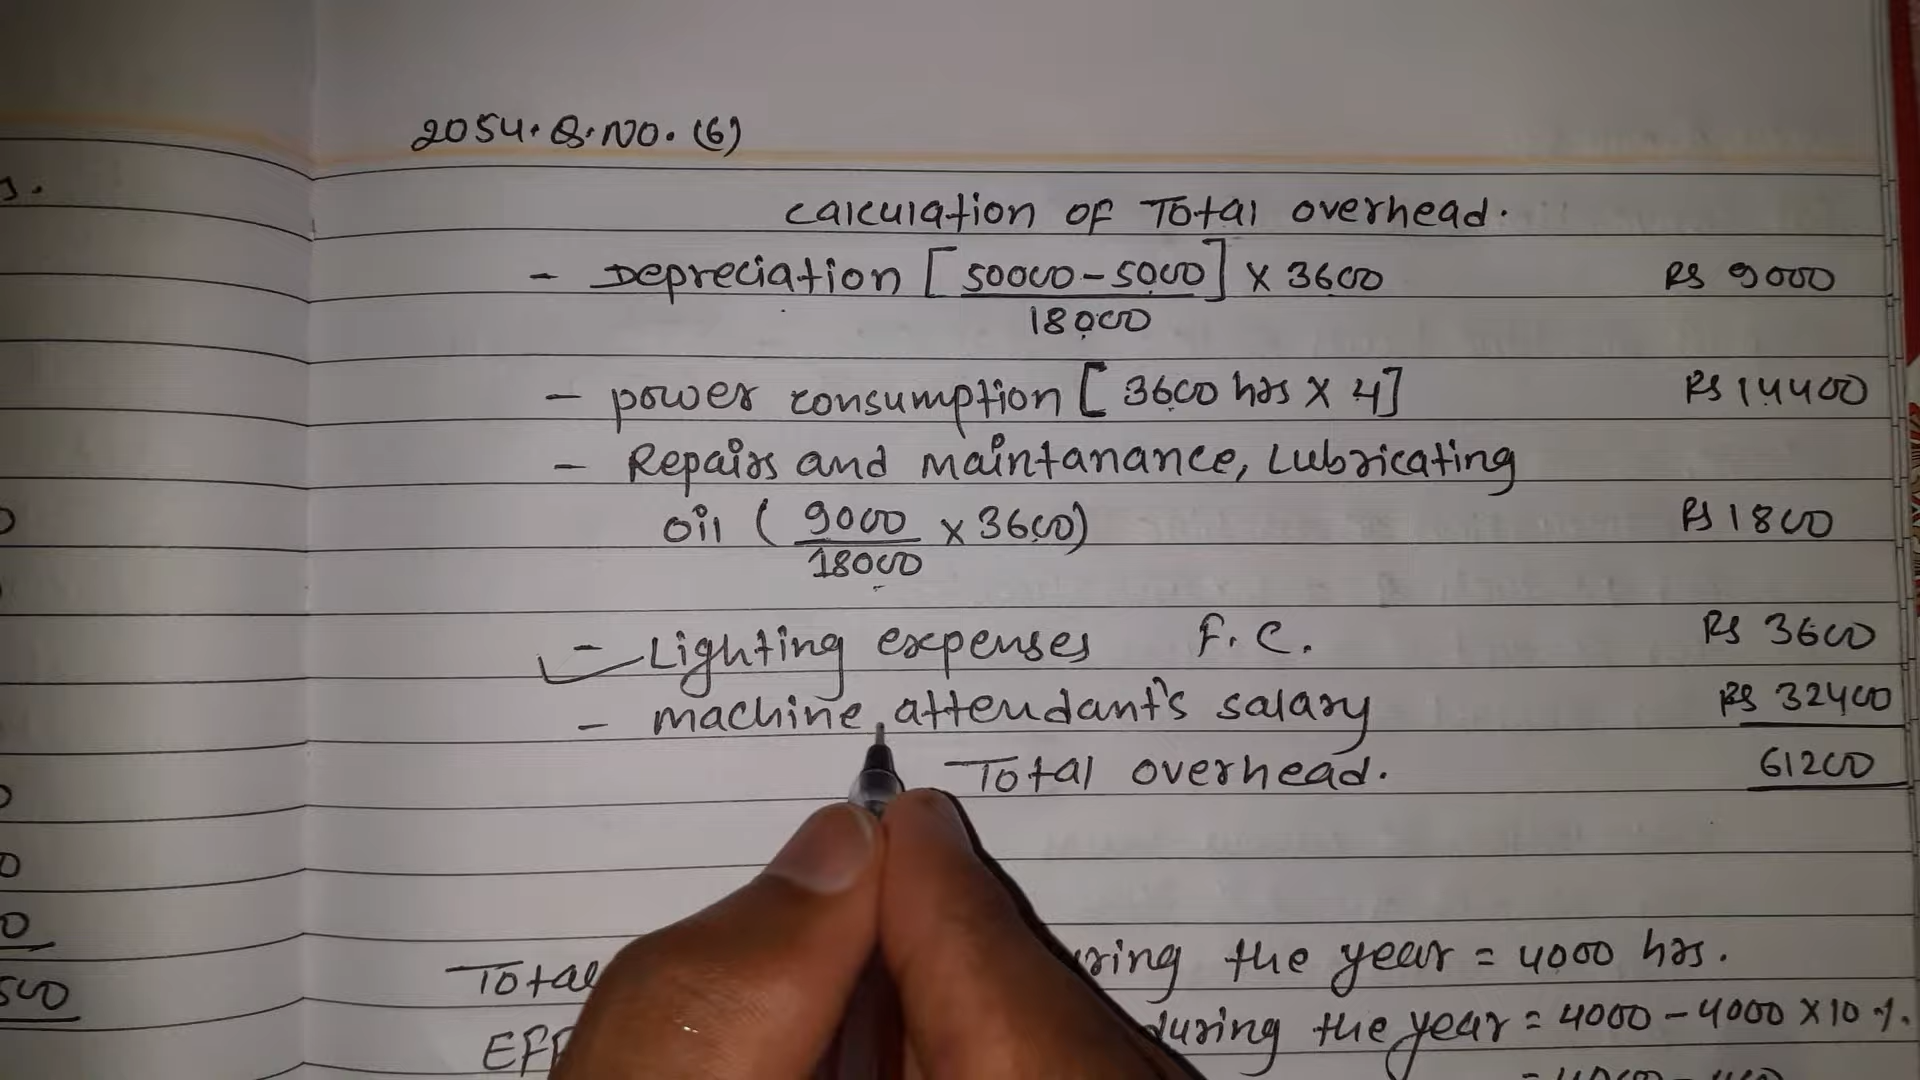 2054. Q.NO. (6)
s.
Calculation of Total overhead.
- Depreciation [50000-5000] x 3600 Rs 9000
18000
- power consumption [3600 hrs x 4] Rs 14400
- Repairs and maintanance, Lubricating
oil (9000 x 3600) Rs 1800
18000
- Lighting expenses F.C. Rs 3600
- machine attendant's salary Rs 32400
Total overhead. 61200
Total the year = 4000 hrs.
during the year = 4000 - 4000 x 10%.